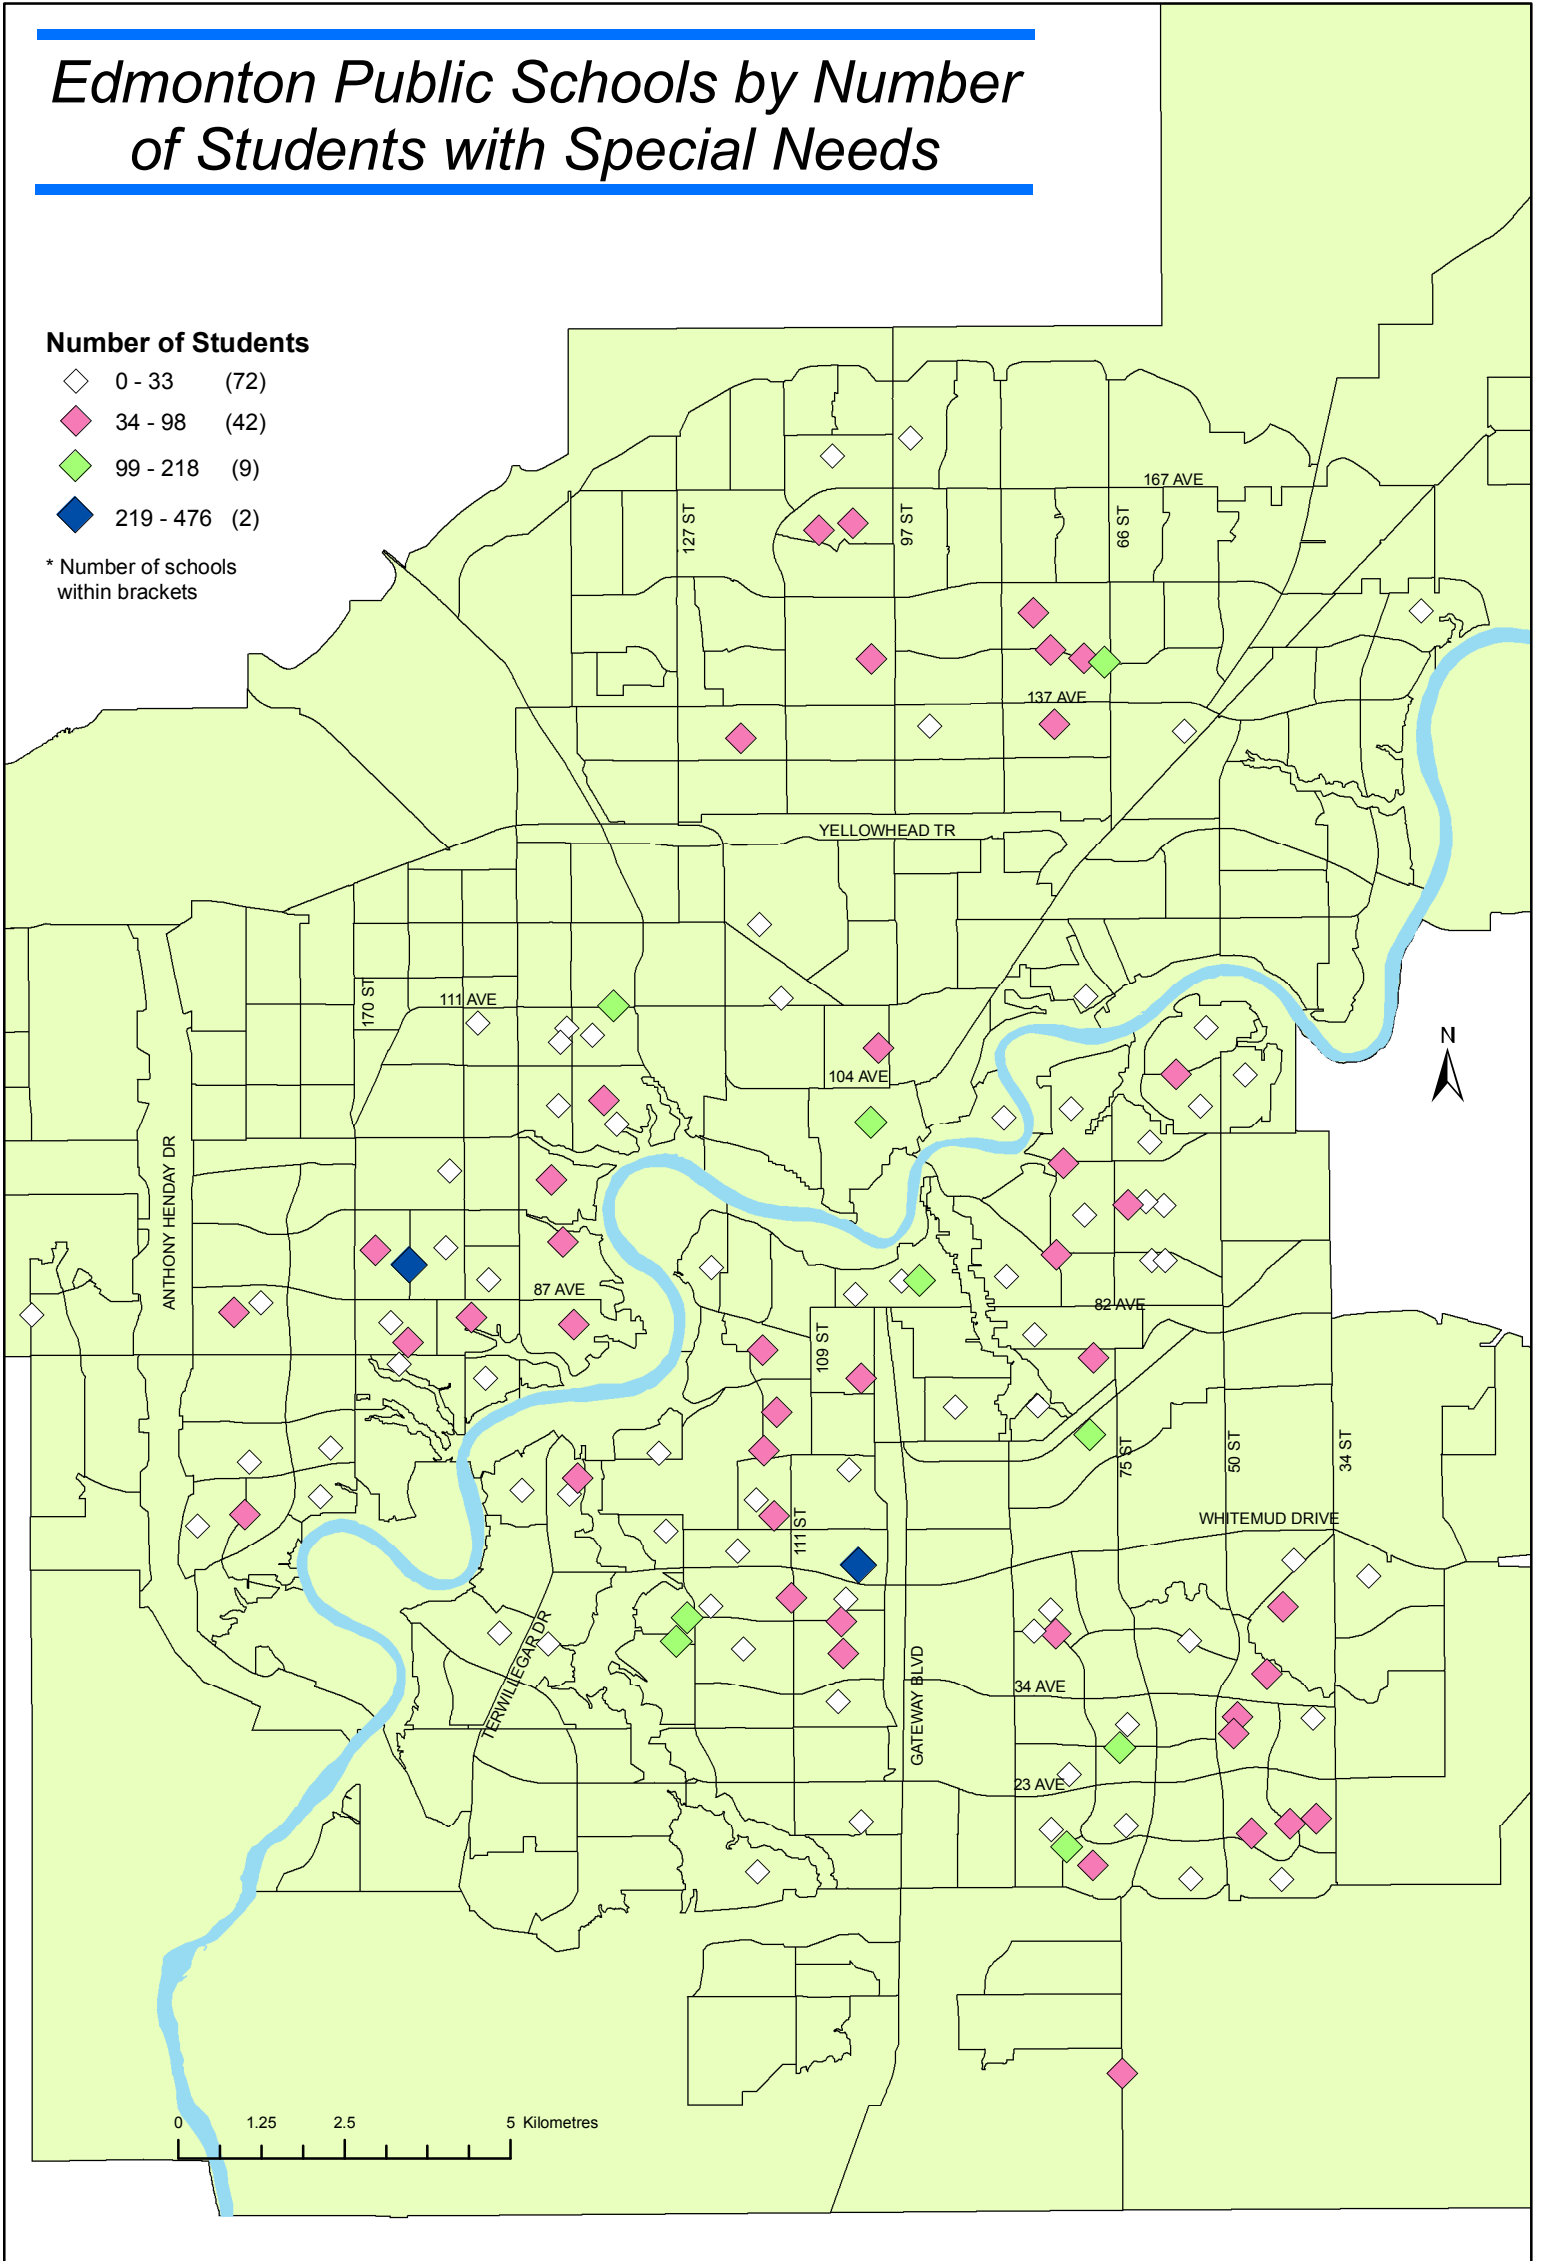 Edmonton Public Schools by Number
of Students with Special Needs
Number of Students
0 - 33 (72)
34 - 98 (42)
99 - 218 (9)
219 - 476 (2)
* Number of schools
within brackets
167 AVE
127 ST
97 ST
66 ST
137 AVE
YELLOWHEAD TR
170 ST
111 AVE
104 AVE
N
ANTHONY HENDAY DR
87 AVE
82 AVE
109 ST
75 ST
50 ST
34 ST
111 ST
WHITEMUD DRIVE
TERWILLEGAR DR
GATEWAY BLVD
34 AVE
23 AVE
0 1.25 2.5 5 Kilometres